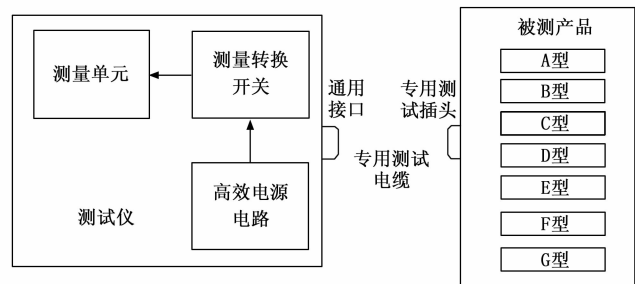 测量单元
测量转换
开关
高效电源
电路
测试仪
通用
接口
专用测试
电缆
专用测
试插头
被测产品
A型
B型
C型
D型
E型
F型
G型